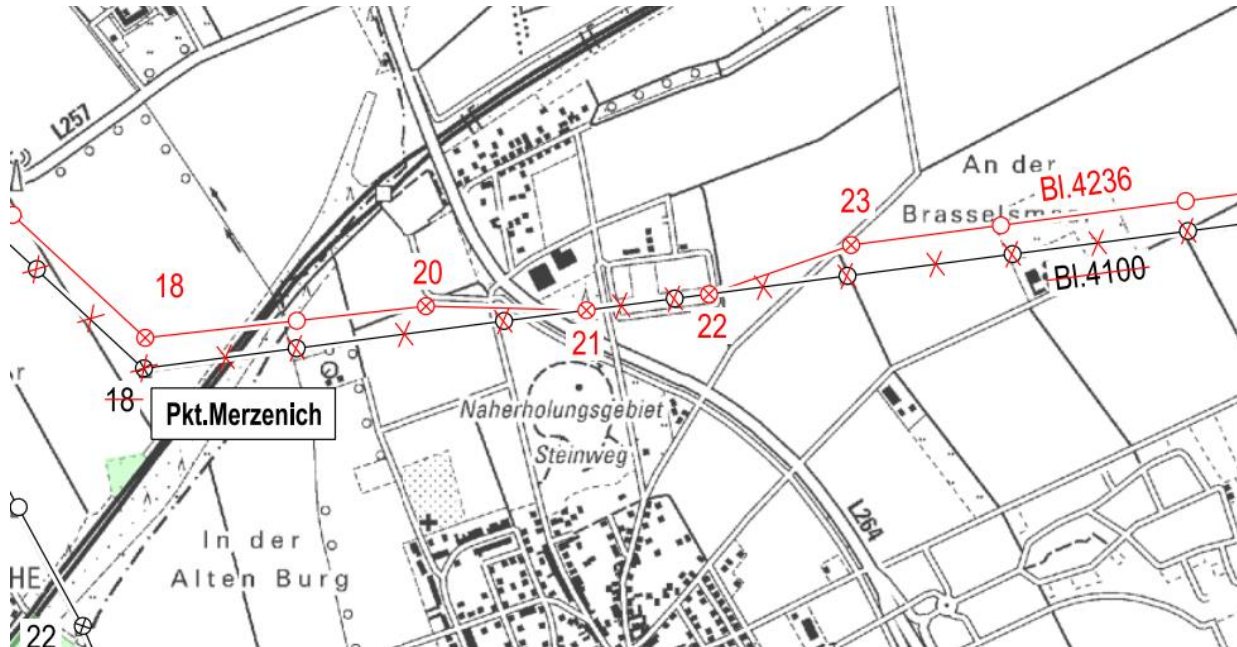 L257
An der
Brasselsm
Bl.4236
Bl.4100
23
18
20
21
22
18
Pkt.Merzenich
Naherholungsgebiet
Steinweg
L264
In der
Alten Burg
HE
22